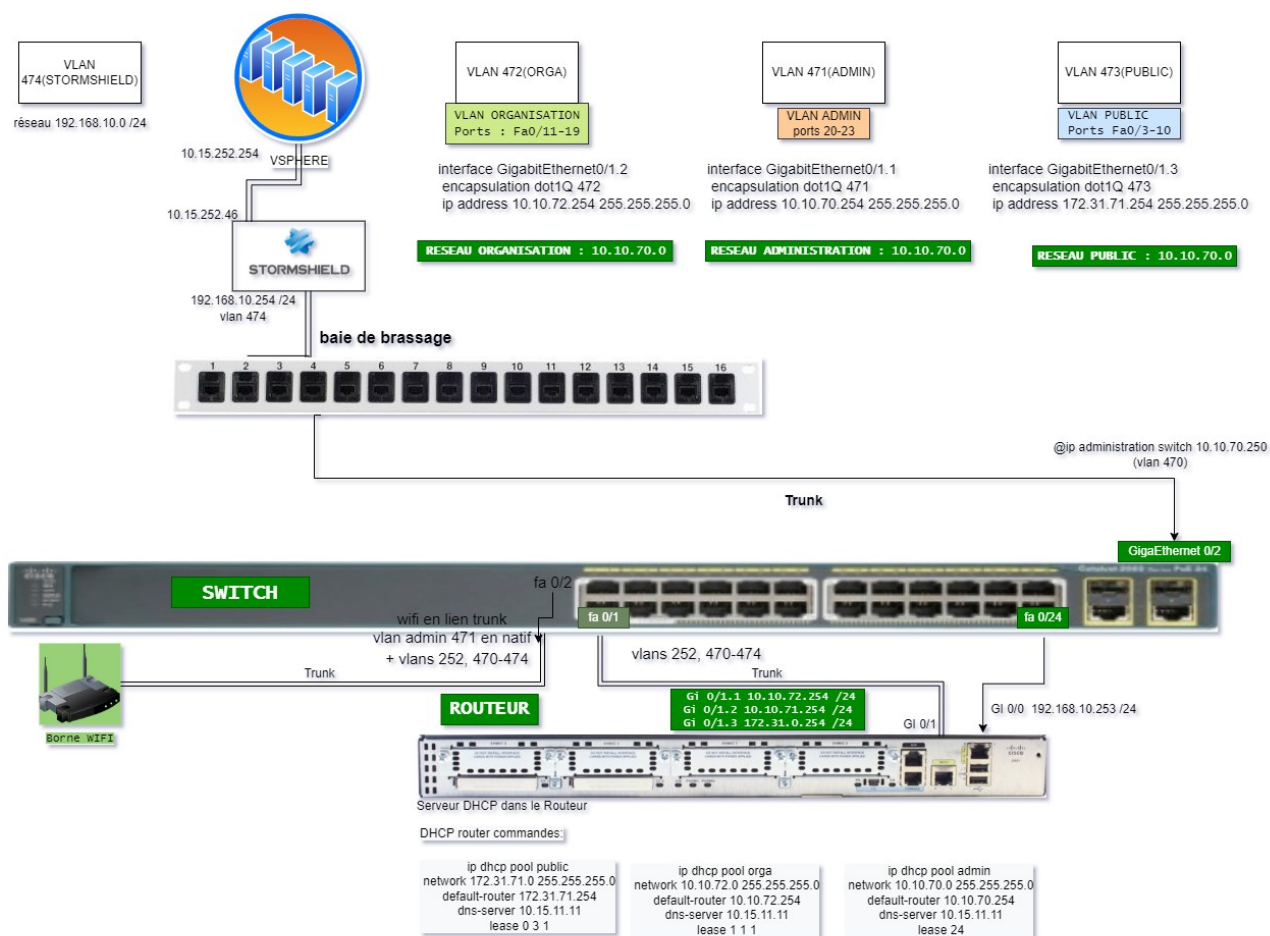 VLAN
474(STORMSHIELD)
réseau 192.168.10.0 /24
10.15.252.254
VSPHERE
10.15.252.46
STORMSHIELD
192.168.10.254 /24
vlan 474
VLAN 472(ORGA)
VLAN ORGANISATION
Ports : Fa0/11-19
interface GigabitEthernet0/1.2
encapsulation dot1Q 472
ip address 10.10.72.254 255.255.255.0
RESEAU ORGANISATION : 10.10.70.0
VLAN 471(ADMIN)
VLAN ADMIN
ports 20-23
interface GigabitEthernet0/1.1
encapsulation dot1Q 471
ip address 10.10.70.254 255.255.255.0
RESEAU ADMINISTRATION : 10.10.70.0
VLAN 473(PUBLIC)
VLAN PUBLIC
Ports Fa0/3-10
interface GigabitEthernet0/1.3
encapsulation dot1Q 473
ip address 172.31.71.254 255.255.255.0
RESEAU PUBLIC : 10.10.70.0
baie de brassage
1 2 3 4 5 6 7 8 9 10 11 12 13 14 15 16
@ip administration switch 10.10.70.250
(vlan 470)
Trunk
GigaEthernet 0/2
SWITCH
fa 0/2
fa 0/1
fa 0/24
wifi en lien trunk
vlan admin 471 en natif
+ vlans 252, 470-474
Trunk
Borne WIFI
vlans 252, 470-474
Trunk
ROUTEUR
Gi 0/1.1 10.10.72.254 /24
Gi 0/1.2 10.10.71.254 /24
Gi 0/1.3 172.31.0.254 /24
GI 0/1
GI 0/0 192.168.10.253 /24
Serveur DHCP dans le Routeur
DHCP router commandes:
ip dhcp pool public
network 172.31.71.0 255.255.255.0
default-router 172.31.71.254
dns-server 10.15.11.11
lease 0 3 1
ip dhcp pool orga
network 10.10.72.0 255.255.255.0
default-router 10.10.72.254
dns-server 10.15.11.11
lease 1 1 1
ip dhcp pool admin
network 10.10.70.0 255.255.255.0
default-router 10.10.70.254
dns-server 10.15.11.11
lease 24